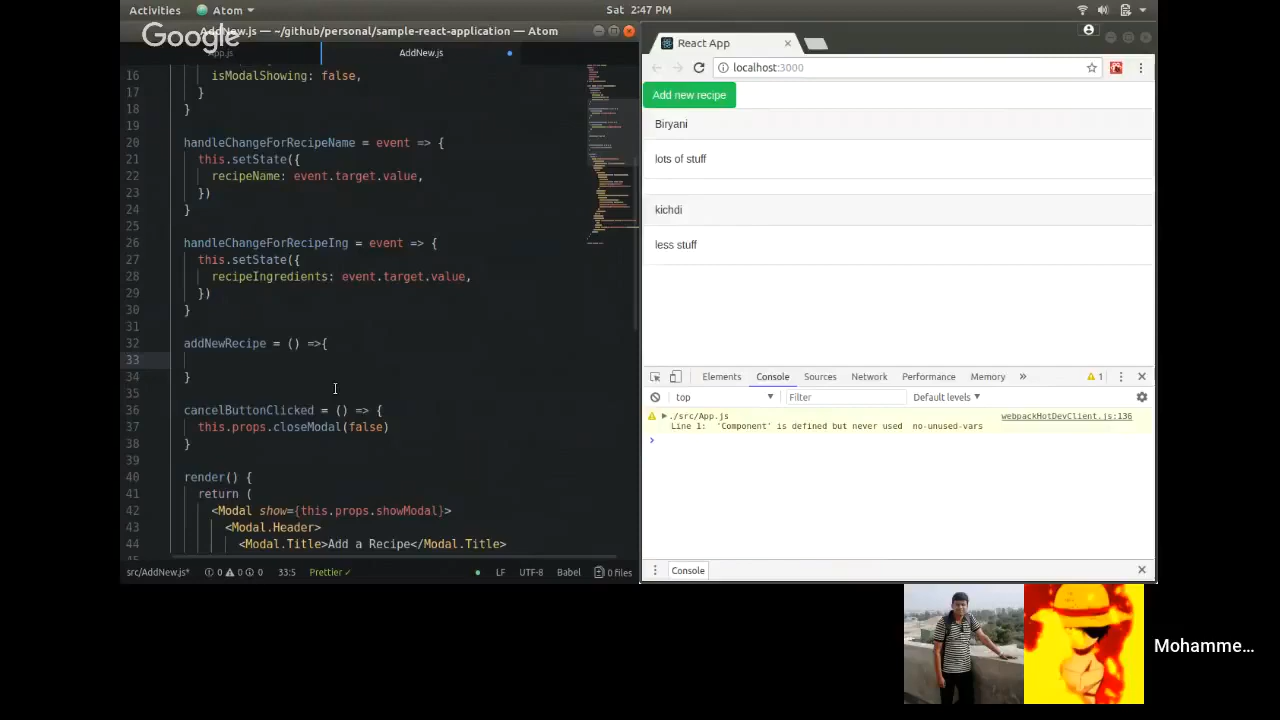 Activities
Atom
Sat 2:47 PM
AddNew.js — ~/github/personal/sample-react-application — Atom
Google
App.js
AddNew.js
16 isModalShowing: false,
17 }
18 }
19
20 handleChangeForRecipeName = event => {
21 this.setState({
22 recipeName: event.target.value,
23 })
24 }
25
26 handleChangeForRecipeIng = event => {
27 this.setState({
28 recipeIngredients: event.target.value,
29 })
30 }
31
32 addNewRecipe = () =>{
33
34 }
35
36 cancelButtonClicked = () => {
37 this.props.closeModal(false)
38 }
39
40 render() {
41 return (
42 <Modal show={this.props.showModal}>
43 <Modal.Header>
44 <Modal.Title>Add a Recipe</Modal.Title>
src/AddNew.js* 0 0 0 33:5 Prettier ✓ LF UTF-8 Babel 0 files
React App
localhost:3000
Add new recipe
Biryani
lots of stuff
kichdi
less stuff
Elements Console Sources Network Performance Memory » 1
top Filter Default levels
./src/App.js webpackHotDevClient.js:136
Line 1: 'Component' is defined but never used no-unused-vars
Console
Mohamme...